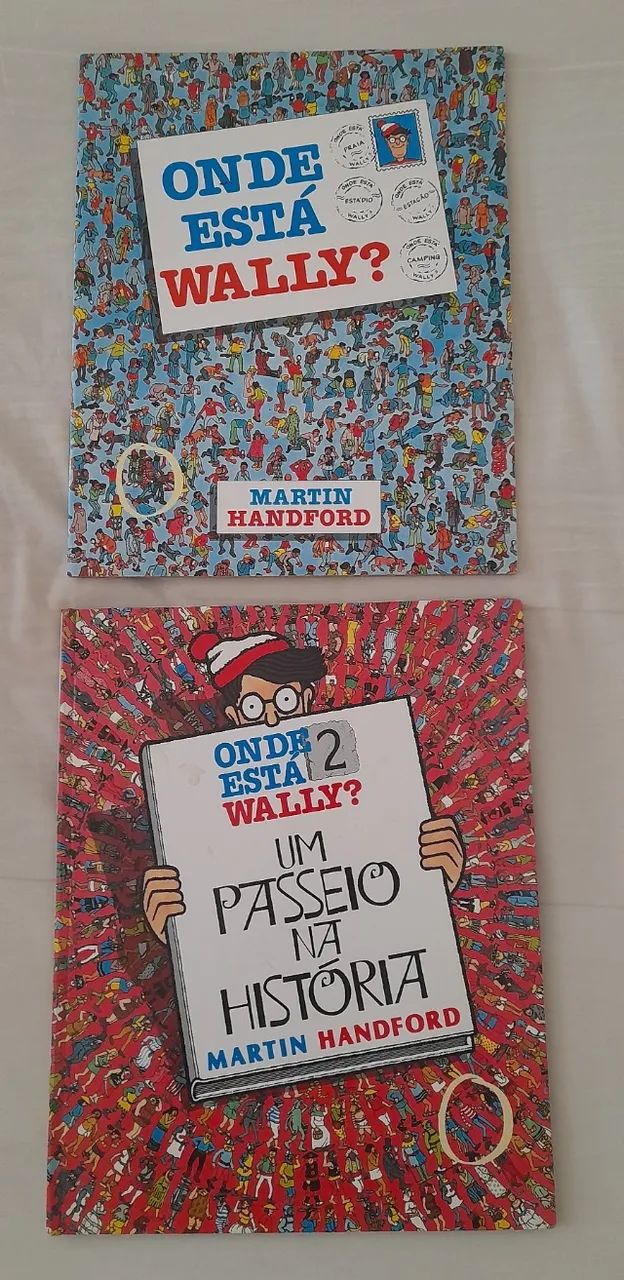 ONDE
ESTÁ
WALLY?
ONDE ESTÁ
PRAIA
WALLY
ONDE ESTÁ
ESTÁDIO
WALLY
ONDE ESTÁ
ESTAÇÃO
WALLY
ONDE ESTÁ
CAMPING
WALLY
MARTIN
HANDFORD
ONDE 2
ESTÁ
WALLY?
UM
PASSEIO
NA
HISTÓRIA
MARTIN HANDFORD